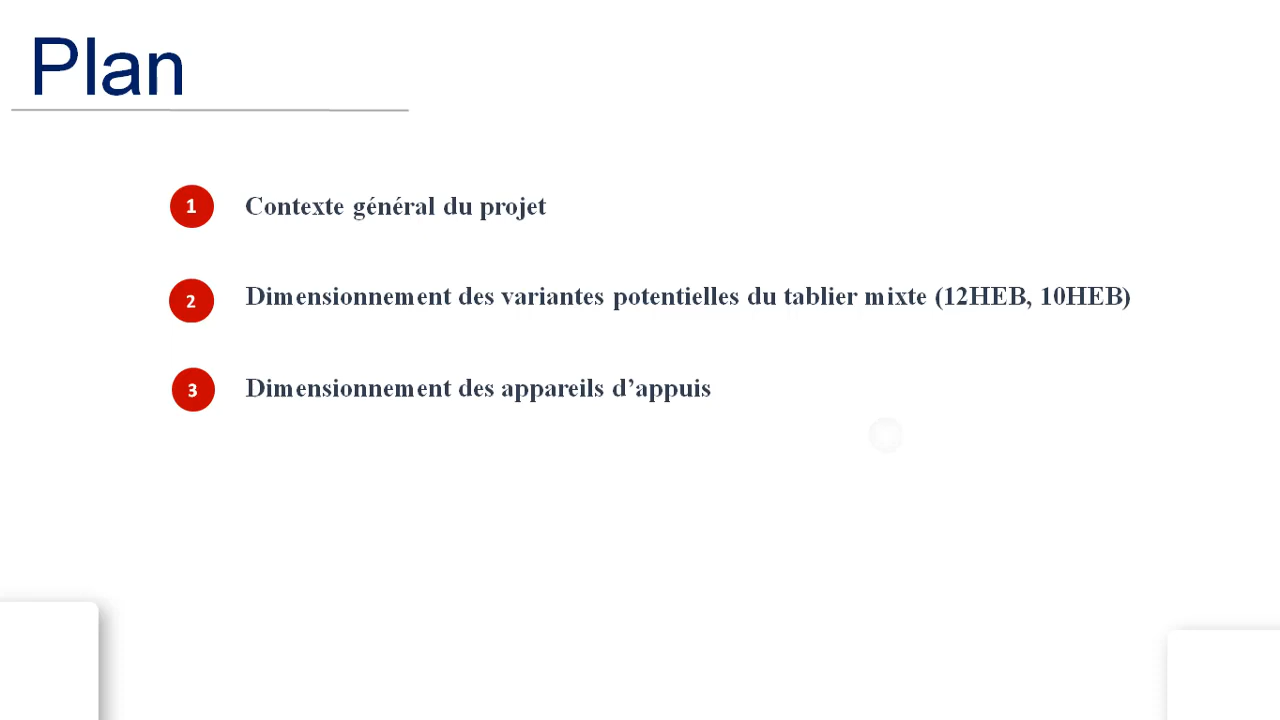 Plan
1 Contexte général du projet
2 Dimensionnement des variantes potentielles du tablier mixte (12HEB, 10HEB)
3 Dimensionnement des appareils d’appuis